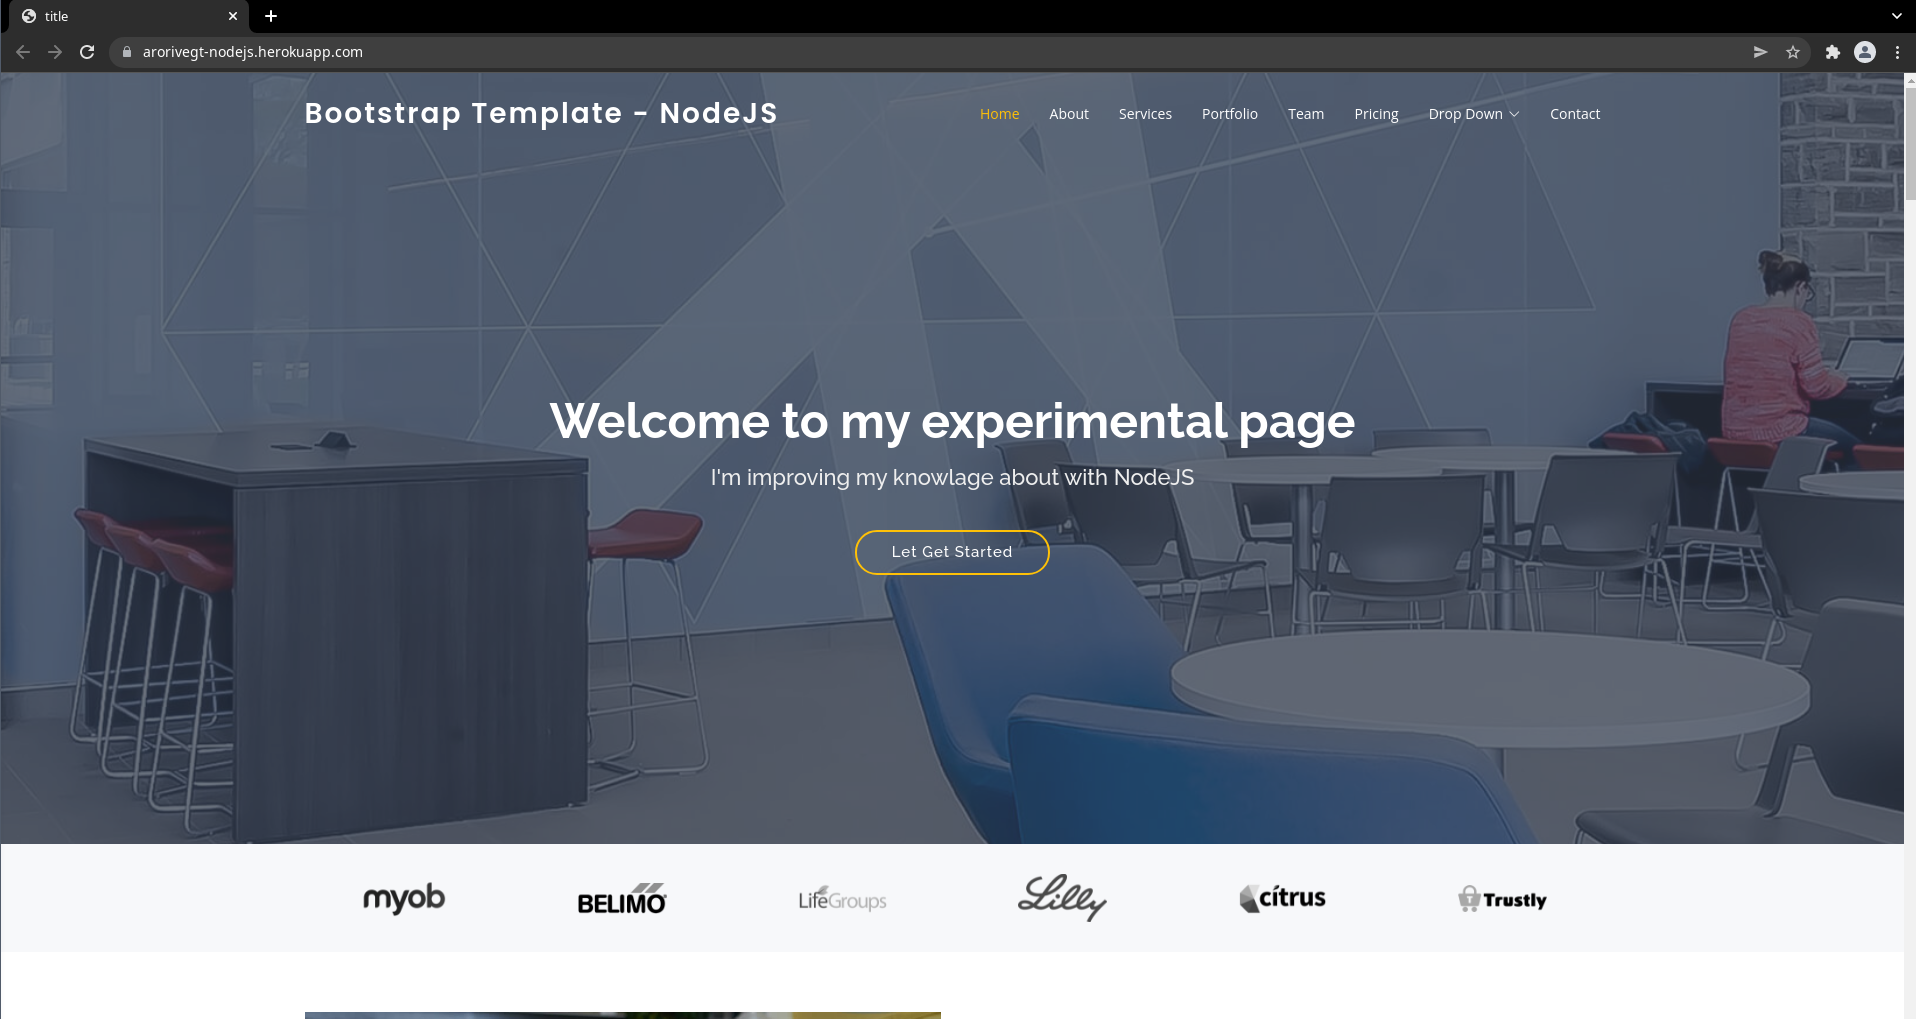 title
arorivegt-nodejs.herokuapp.com
Bootstrap Template - NodeJS
Home About Services Portfolio Team Pricing Drop Down Contact
Welcome to my experimental page
I'm improving my knowlage about with NodeJS
Let Get Started
myob BELIMO LifeGroups Lilly cítrus T Trustly